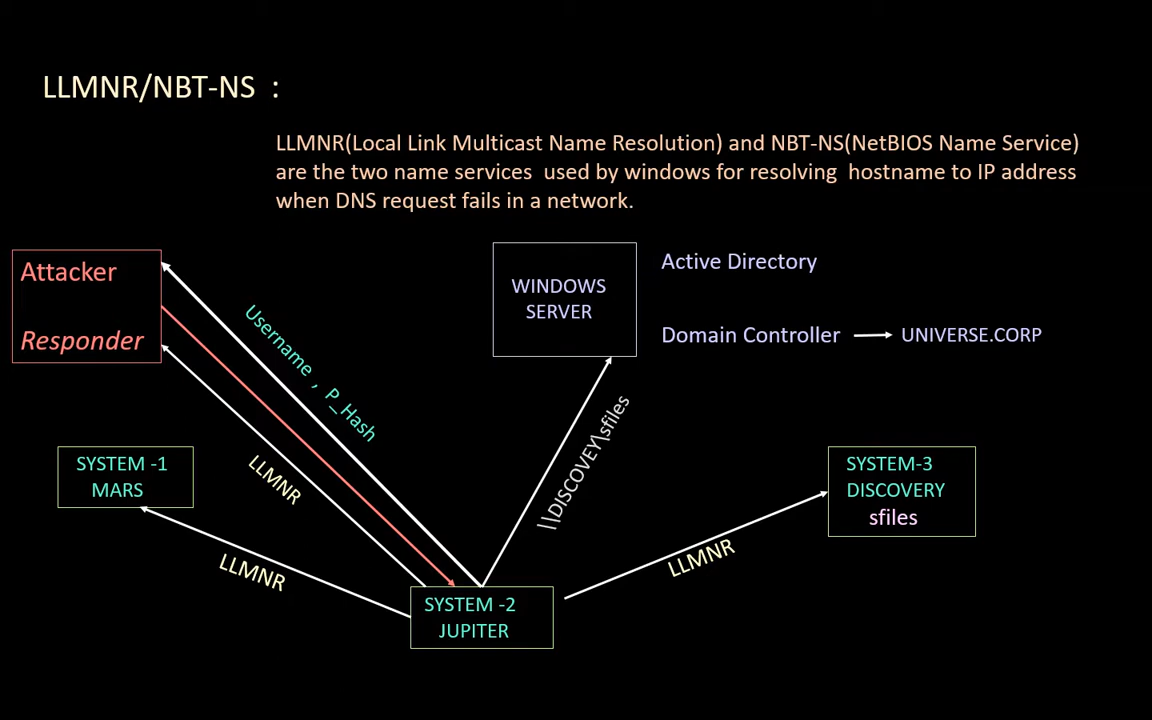 LLMNR/NBT-NS :
LLMNR(Local Link Multicast Name Resolution) and NBT-NS(NetBIOS Name Service)
are the two name services used by windows for resolving hostname to IP address
when DNS request fails in a network.
Attacker
Responder
Username , P_Hash
WINDOWS
SERVER
Active Directory
Domain Controller
UNIVERSE.CORP
\\DISCOVEY\sfiles
SYSTEM -1
MARS
LLMNR
LLMNR
LLMNR
SYSTEM-3
DISCOVERY
sfiles
SYSTEM -2
JUPITER